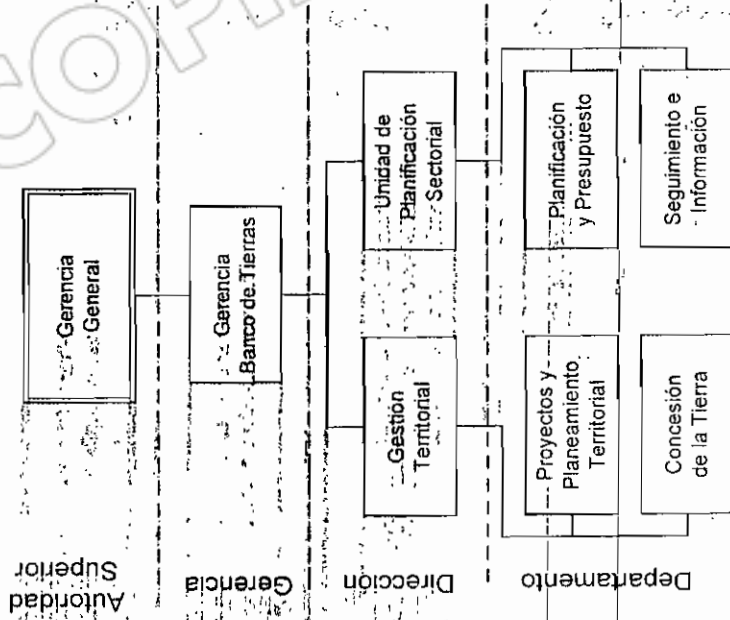 COPIA
Autoridad
Superior
Gerencia
General
Gerencia
Gerencia
Banco de Tierras
Dirección
Gestión
Territorial
Unidad de
Planificación
Sectorial
Departamento
Proyectos y
Planeamiento
Territorial
Planificación
y Presupuesto
Concesión
de la Tierra
Seguimiento e
Información